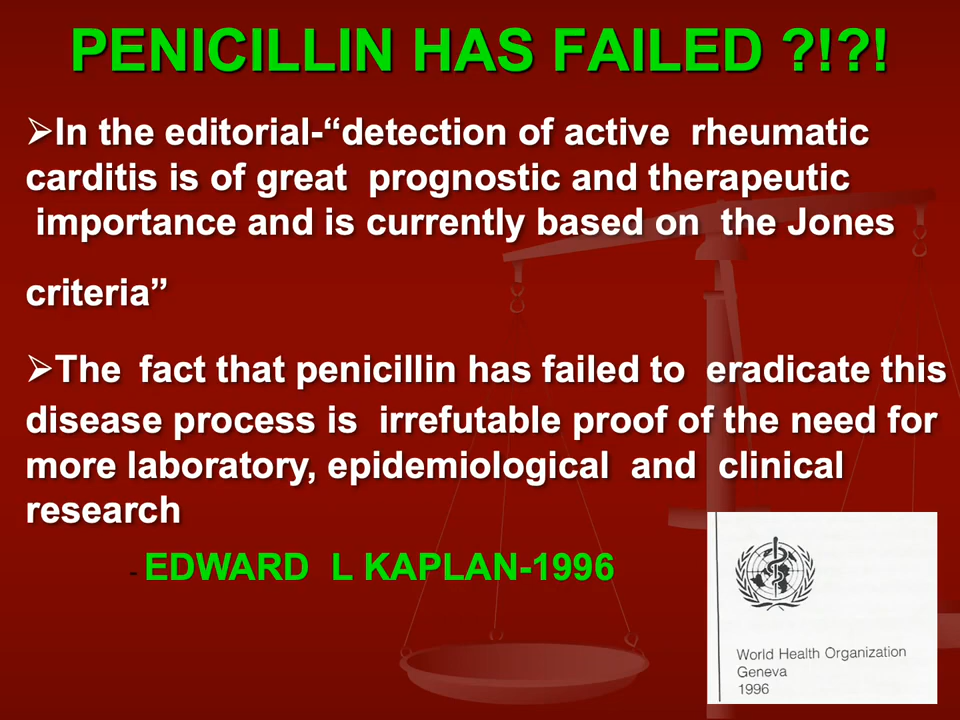 PENICILLIN HAS FAILED ?!?!
➢In the editorial-“detection of active rheumatic
carditis is of great prognostic and therapeutic
importance and is currently based on the Jones
criteria”
➢The fact that penicillin has failed to eradicate this
disease process is irrefutable proof of the need for
more laboratory, epidemiological and clinical
research
- EDWARD L KAPLAN-1996
World Health Organization
Geneva
1996